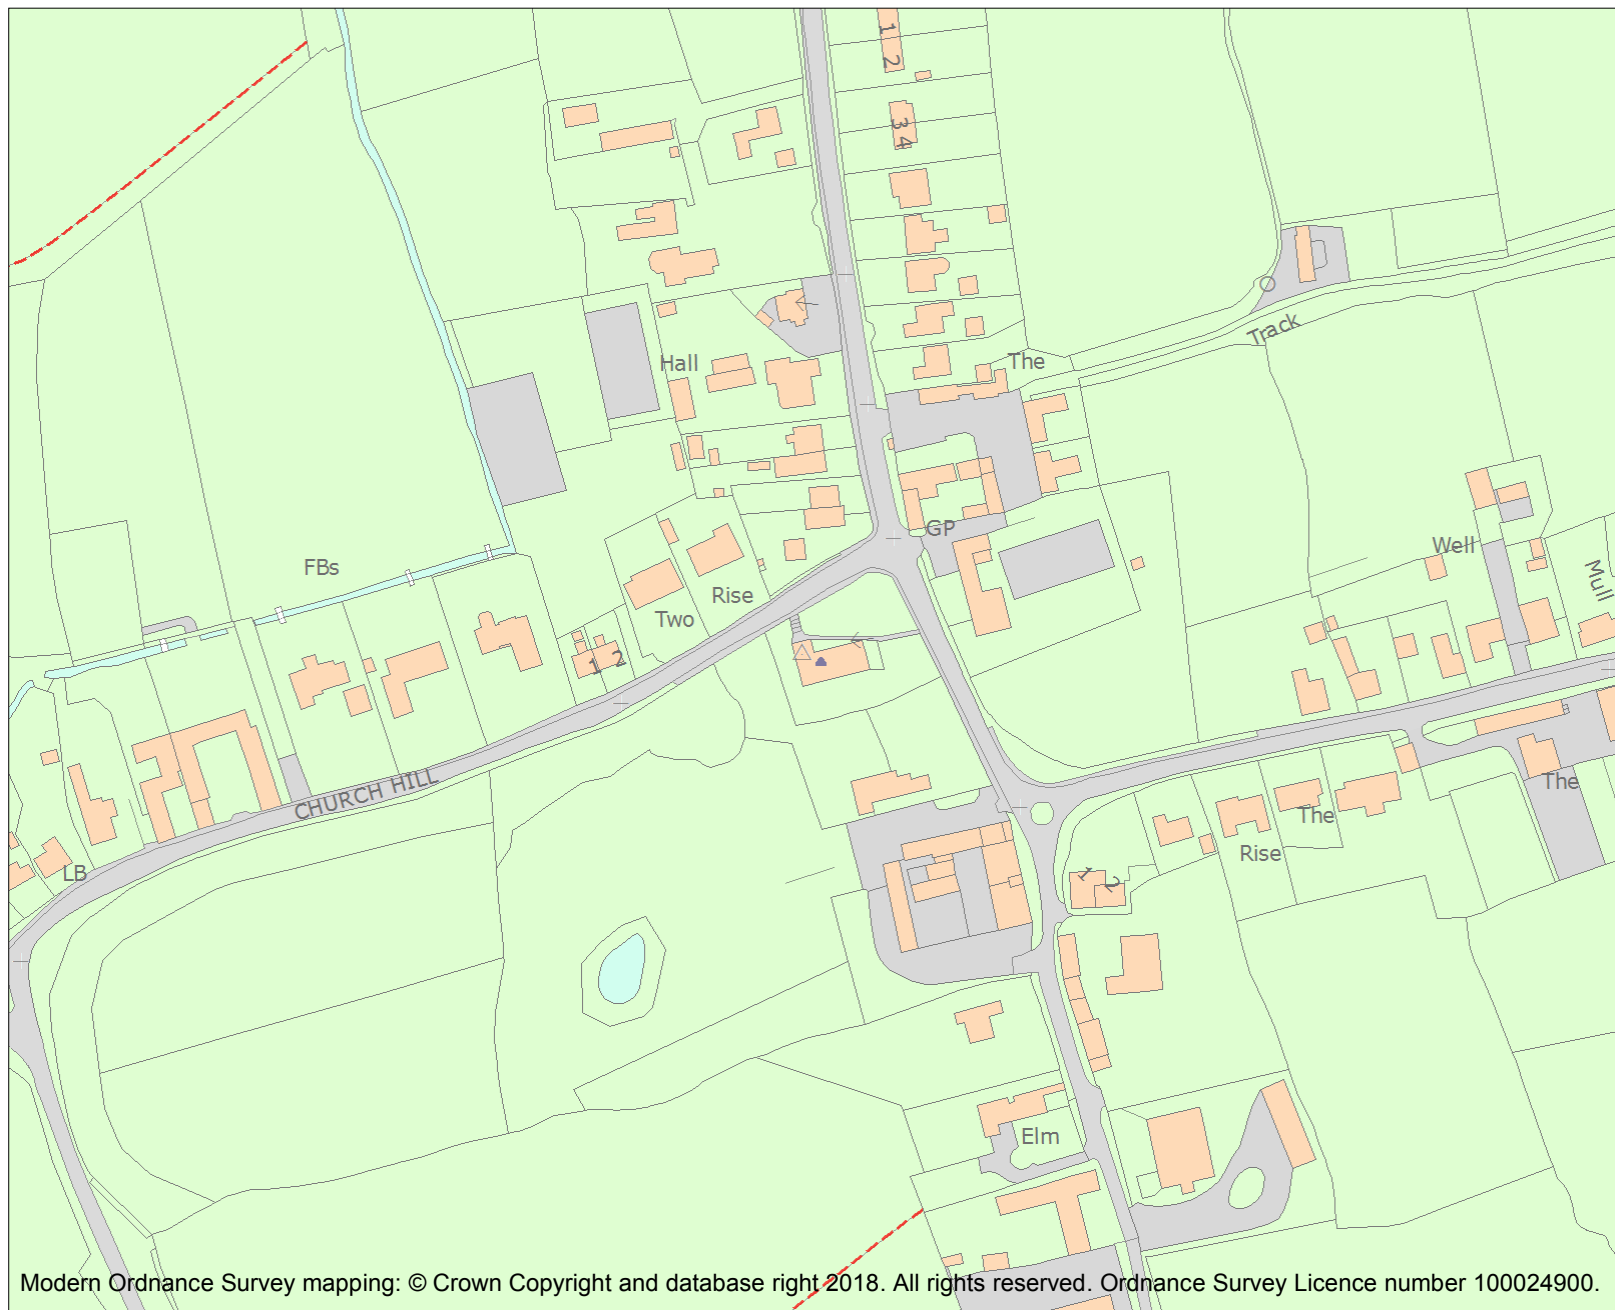 1 2
3 4
Hall
The
Track
GP
FBs
Well
Mull
Rise
Two
1 2
CHURCH HILL
LB
The
The
Rise
1 2
Elm
Modern Ordnance Survey mapping: © Crown Copyright and database right 2018. All rights reserved. Ordnance Survey Licence number 100024900.